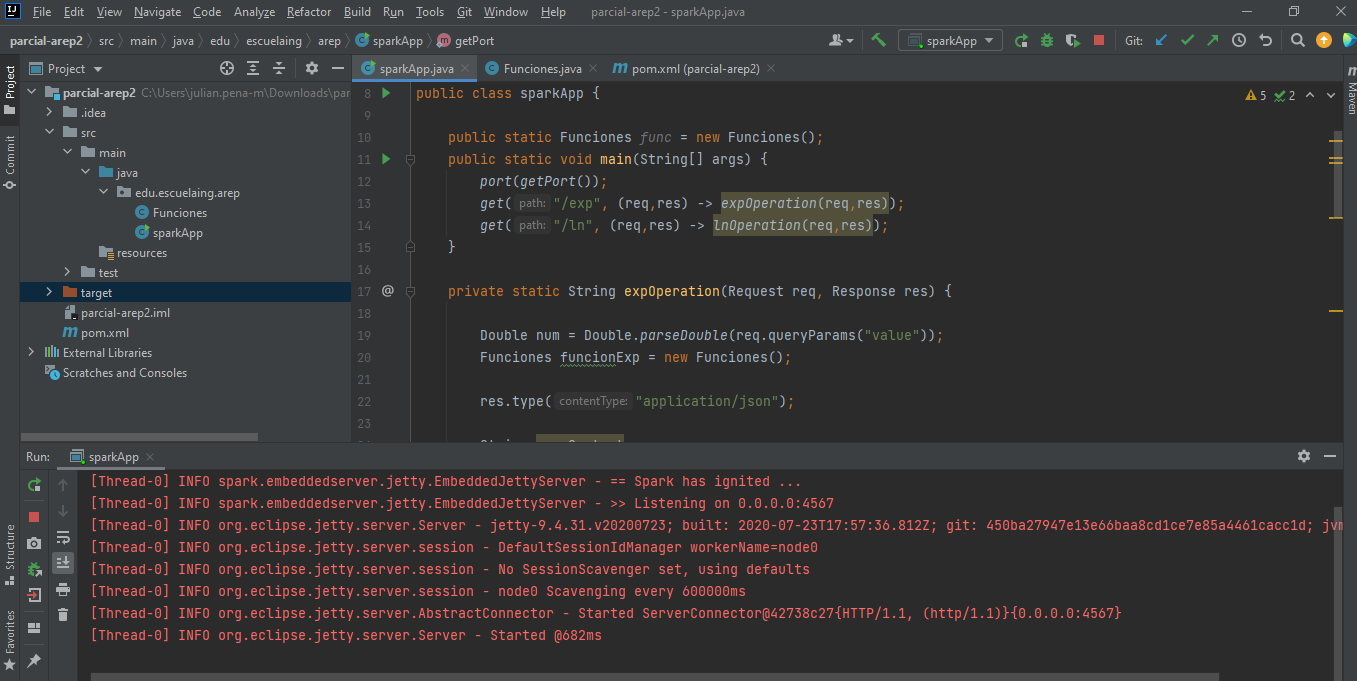 File Edit View Navigate Code Analyze Refactor Build Run Tools Git Window Help parcial-arep2 - sparkApp.java
parcial-arep2 src main java edu escuelaing arep sparkApp getPort
sparkApp
Git:
Project
sparkApp.java
Funciones.java
pom.xml (parcial-arep2)
Project
Commit
Structure
Favorites
Maven
parcial-arep2 C:\Users\julian.pena-m\Downloads\par
.idea
src
main
java
edu.escuelaing.arep
Funciones
sparkApp
resources
test
target
parcial-arep2.iml
pom.xml
External Libraries
Scratches and Consoles
5 2
8 public class sparkApp {
9
10 public static Funciones func = new Funciones();
11 public static void main(String[] args) {
12 port(getPort());
13 get( path: "/exp", (req,res) -> expOperation(req,res));
14 get( path: "/ln", (req,res) -> lnOperation(req,res));
15 }
16
17 @ private static String expOperation(Request req, Response res) {
18
19 Double num = Double.parseDouble(req.queryParams("value"));
20 Funciones funcionExp = new Funciones();
21
22 res.type( contentType: "application/json");
23
Run: sparkApp
[Thread-0] INFO spark.embeddedserver.jetty.EmbeddedJettyServer - == Spark has ignited ...
[Thread-0] INFO spark.embeddedserver.jetty.EmbeddedJettyServer - >> Listening on 0.0.0.0:4567
[Thread-0] INFO org.eclipse.jetty.server.Server - jetty-9.4.31.v20200723; built: 2020-07-23T17:57:36.812Z; git: 450ba27947e13e66baa8cd1ce7e85a4461cacc1d; jvm
[Thread-0] INFO org.eclipse.jetty.server.session - DefaultSessionIdManager workerName=node0
[Thread-0] INFO org.eclipse.jetty.server.session - No SessionScavenger set, using defaults
[Thread-0] INFO org.eclipse.jetty.server.session - node0 Scavenging every 600000ms
[Thread-0] INFO org.eclipse.jetty.server.AbstractConnector - Started ServerConnector@42738c27{HTTP/1.1, (http/1.1)}{0.0.0.0:4567}
[Thread-0] INFO org.eclipse.jetty.server.Server - Started @682ms